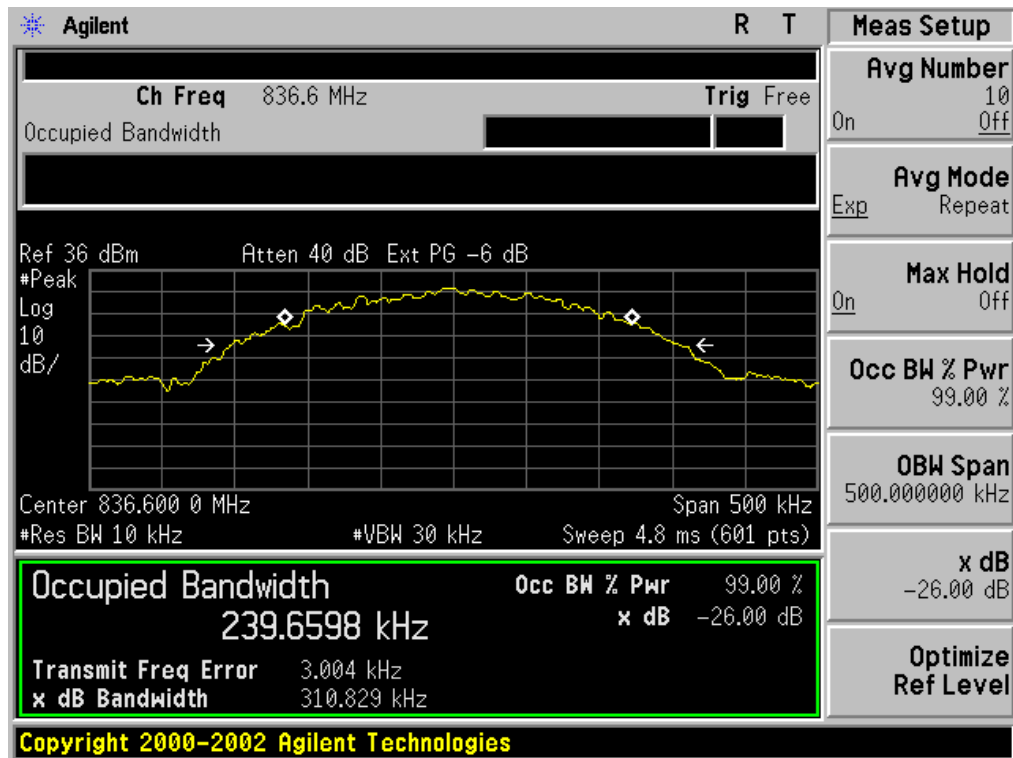 Agilent R T
Ch Freq 836.6 MHz Trig Free
Occupied Bandwidth
Ref 36 dBm Atten 40 dB Ext PG -6 dB
#Peak
Log
10
dB/
Center 836.600 0 MHz Span 500 kHz
#Res BW 10 kHz #VBW 30 kHz Sweep 4.8 ms (601 pts)
Occupied Bandwidth Occ BW % Pwr 99.00 %
239.6598 kHz x dB -26.00 dB
Transmit Freq Error 3.004 kHz
x dB Bandwidth 310.829 kHz
Meas Setup
Avg Number
10
On Off
Avg Mode
Exp Repeat
Max Hold
On Off
Occ BW % Pwr
99.00 %
OBW Span
500.000000 kHz
x dB
-26.00 dB
Optimize
Ref Level
Copyright 2000-2002 Agilent Technologies